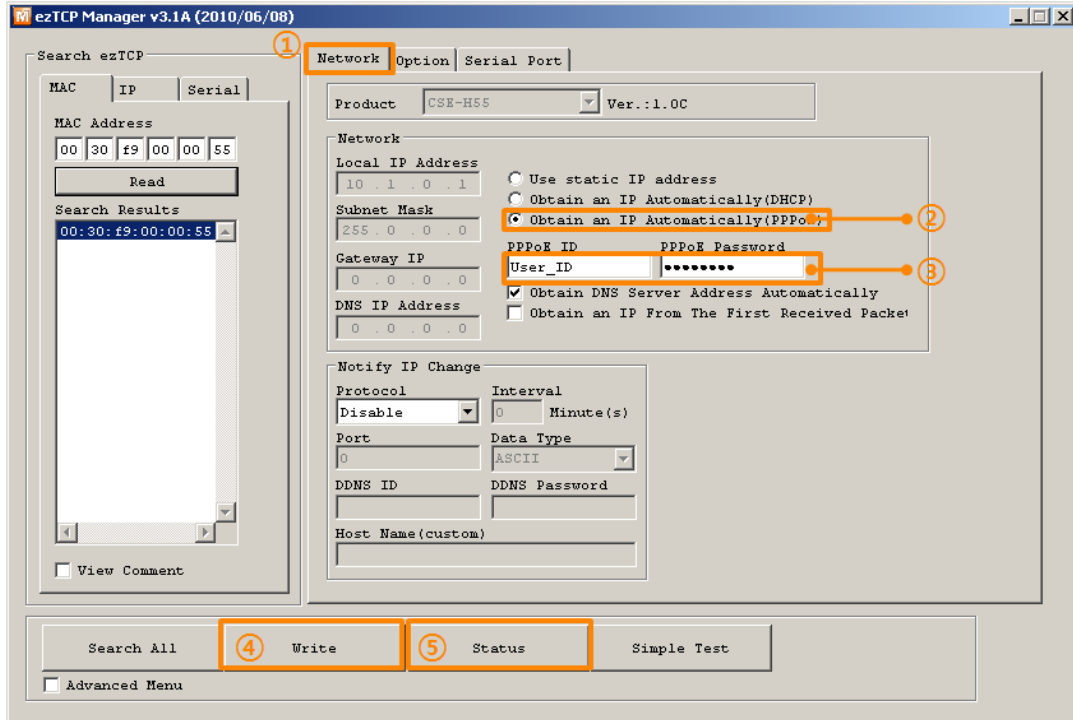 ezTCP Manager v3.1A (2010/06/08)
Search ezTCP
MAC IP Serial
MAC Address
00 30 f9 00 00 55
Read
Search Results
00:30:f9:00:00:55
View Comment
①
Network Option Serial Port
Product CSE-H55 Ver.:1.0C
Network
Local IP Address
10 . 1 . 0 . 1
Subnet Mask
255 . 0 . 0 . 0
Gateway IP
0 . 0 . 0 . 0
DNS IP Address
0 . 0 . 0 . 0
Use static IP address
Obtain an IP Automatically(DHCP)
Obtain an IP Automatically(PPPoE) ②
PPPoE ID PPPoE Password
User_ID ●●●●●●●● ③
Obtain DNS Server Address Automatically
Obtain an IP From The First Received Packet
Notify IP Change
Protocol Interval
Disable 0 Minute(s)
Port Data Type
0 ASCII
DDNS ID DDNS Password
Host Name(custom)
Search All ④ Write ⑤ Status Simple Test
Advanced Menu